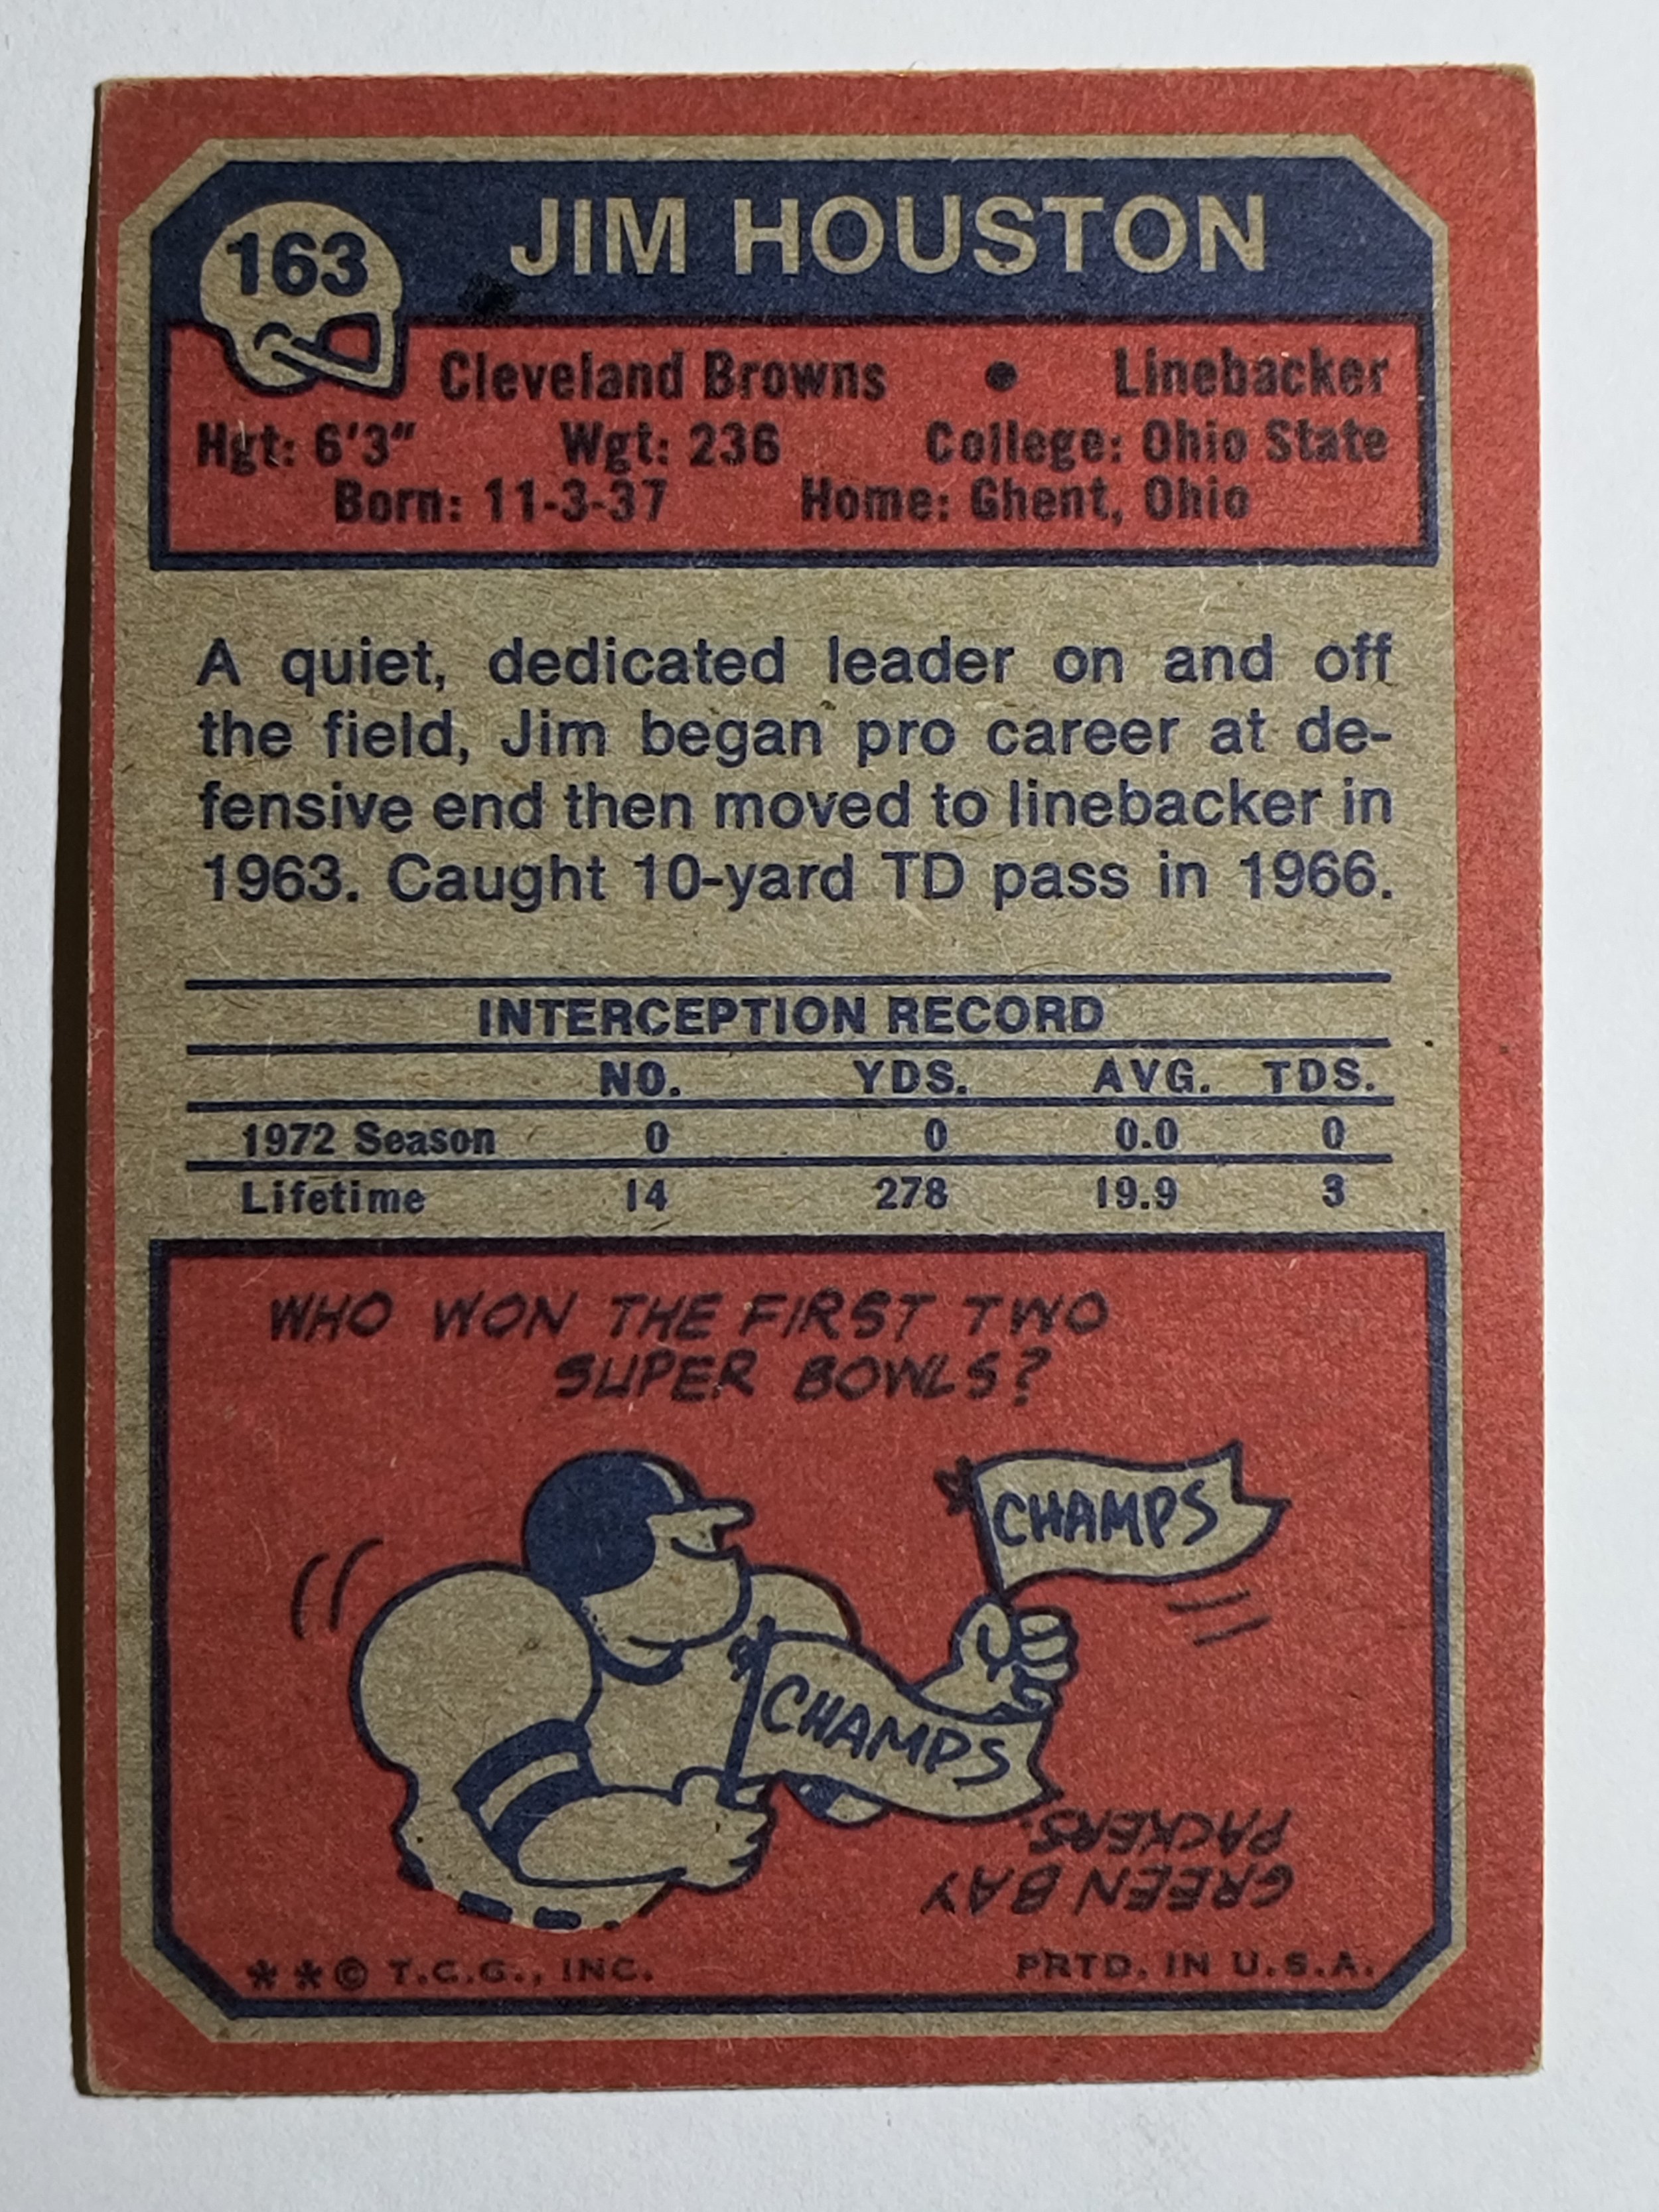 163
JIM HOUSTON
Cleveland Browns • Linebacker
Hgt: 6'3" Wgt: 236 College: Ohio State
Born: 11-3-37 Home: Ghent, Ohio
A quiet, dedicated leader on and off
the field, Jim began pro career at de-
fensive end then moved to linebacker in
1963. Caught 10-yard TD pass in 1966.
INTERCEPTION RECORD
NO. YDS. AVG. TDS.
1972 Season 0 0 0.0 0
Lifetime 14 278 19.9 3
WHO WON THE FIRST TWO
SUPER BOWLS?
CHAMPS
CHAMPS
GREEN BAY
PACKERS.
**© T.C.G., INC. PRTD. IN U.S.A.